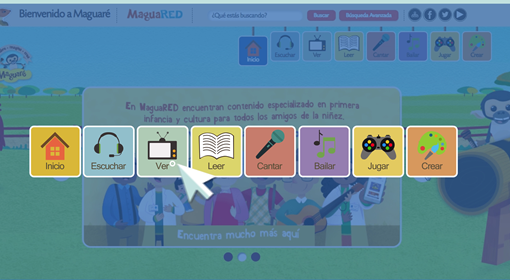 Bienvenido a Maguaré
MaguaRED
¿Qué estás buscando?
Buscar
Búsqueda Avanzada
Inicio
Escuchar
Ver
Leer
Cantar
Bailar
Jugar
Crear
Maguaré
En MaguaRED encuentran contenido especializado en primera
infancia y cultura para todos los amigos de la niñez.
Inicio
Escuchar
Ver
Leer
Cantar
Bailar
Jugar
Crear
Encuentra mucho más aquí